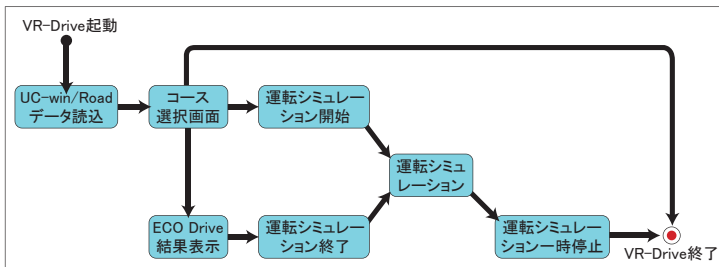 VR-Drive起動
UC-win/Road
データ読込
コース
選択画面
運転シミュレー
ション開始
運転シミュ
レーション
ECO Drive
結果表示
運転シミュレー
ション終了
運転シミュレー
ション一時停止
VR-Drive終了